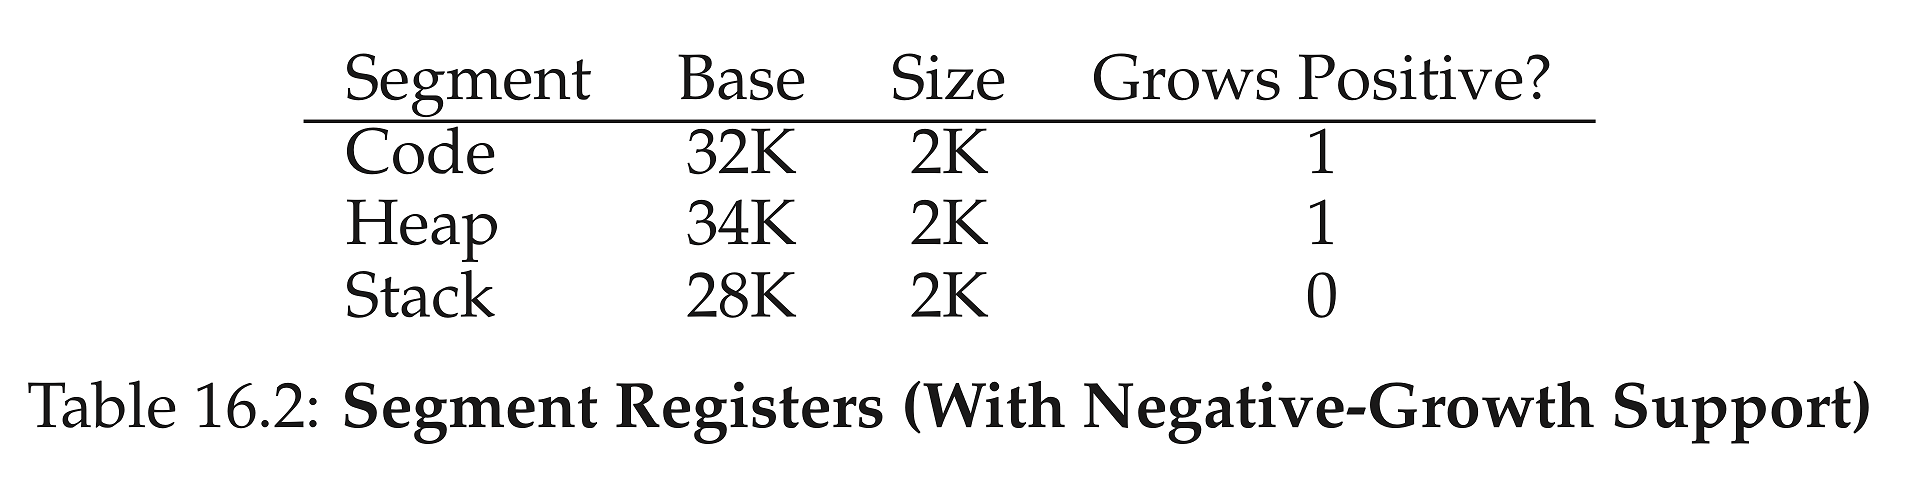 Segment Base Size Grows Positive?
Code 32K 2K 1
Heap 34K 2K 1
Stack 28K 2K 0
Table 16.2: Segment Registers (With Negative-Growth Support)